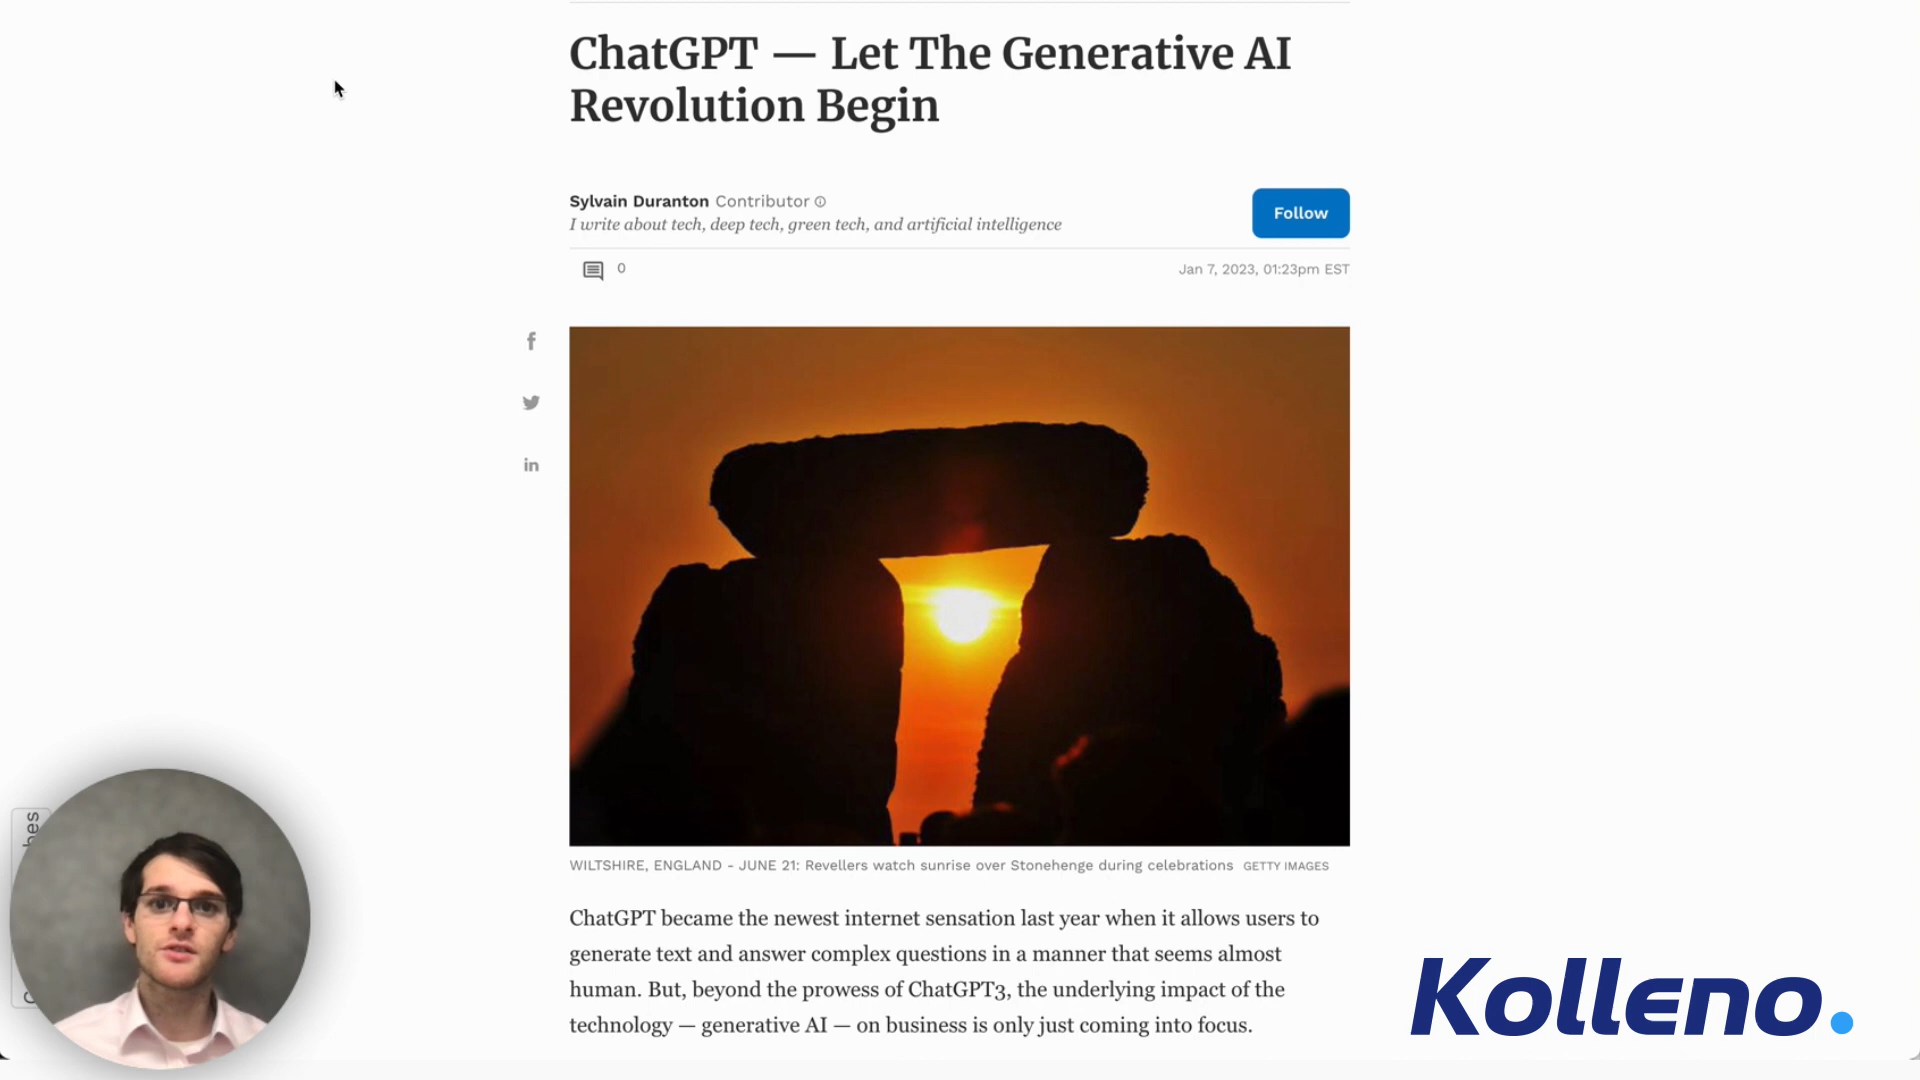 ChatGPT — Let The Generative AI
Revolution Begin
Sylvain Duranton Contributor
I write about tech, deep tech, green tech, and artificial intelligence
Follow
0
Jan 7, 2023, 01:23pm EST
f
in
WILTSHIRE, ENGLAND - JUNE 21: Revellers watch sunrise over Stonehenge during celebrations GETTY IMAGES
ChatGPT became the newest internet sensation last year when it allows users to
generate text and answer complex questions in a manner that seems almost
human. But, beyond the prowess of ChatGPT3, the underlying impact of the
technology — generative AI — on business is only just coming into focus.
Kolleno.